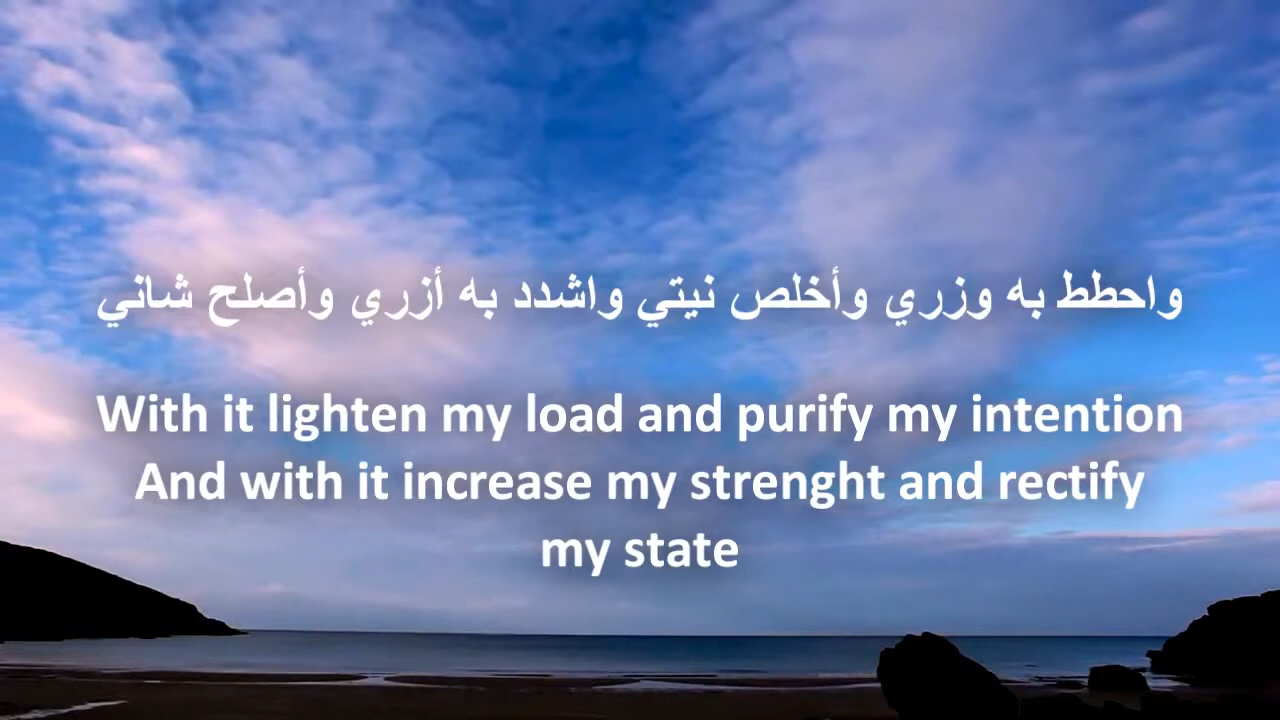 واحطط به وزري وأخلص نيتي واشدد به أزري وأصلح شاني
With it lighten my load and purify my intention
And with it increase my strenght and rectify
my state